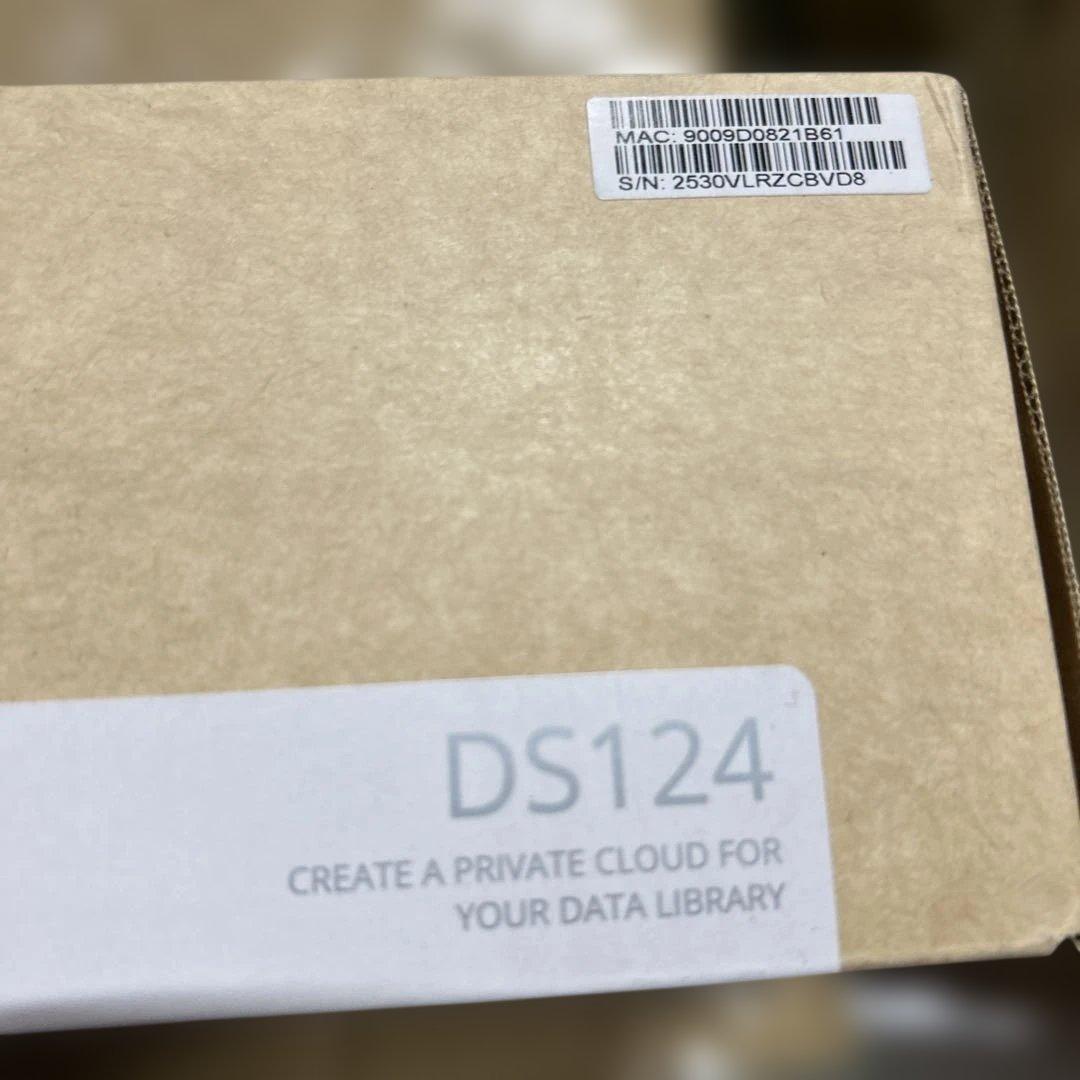 MAC: 9009D0821B61
S/N: 2530VLRZCBVD8
DS124
CREATE A PRIVATE CLOUD FOR
YOUR DATA LIBRARY